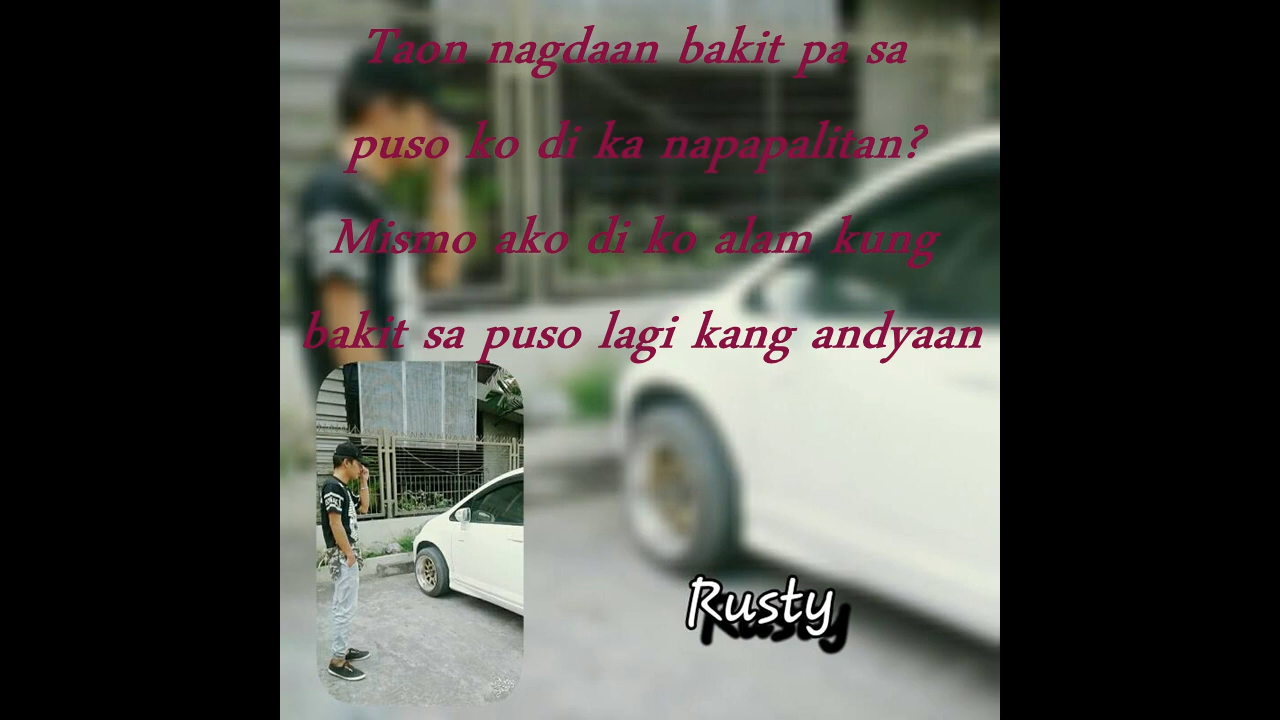 Taon nagdaan bakit pa sa
puso ko di ka napapalitan?
Mismo ako di ko alam kung
bakit sa puso lagi kang andyaan
Rusty